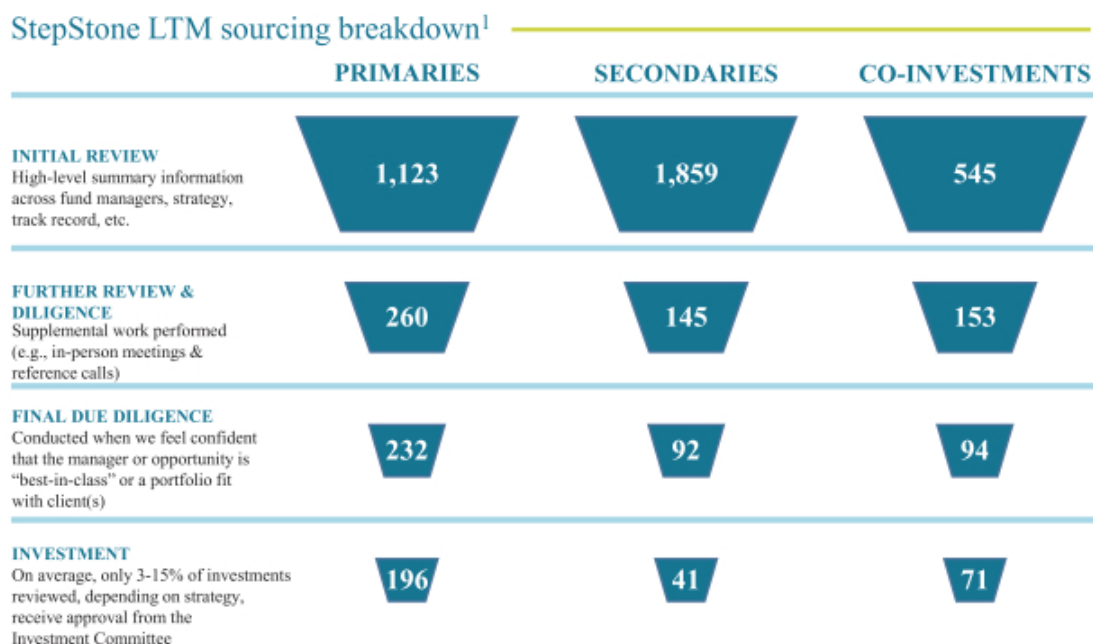 StepStone LTM sourcing breakdown¹
PRIMARIES SECONDARIES CO-INVESTMENTS
INITIAL REVIEW
High-level summary information
across fund managers, strategy,
track record, etc.
1,123 1,859 545
FURTHER REVIEW &
DILIGENCE
Supplemental work performed
(e.g., in-person meetings &
reference calls)
260 145 153
FINAL DUE DILIGENCE
Conducted when we feel confident
that the manager or opportunity is
“best-in-class” or a portfolio fit
with client(s)
232 92 94
INVESTMENT
On average, only 3-15% of investments
reviewed, depending on strategy,
receive approval from the
Investment Committee
196 41 71